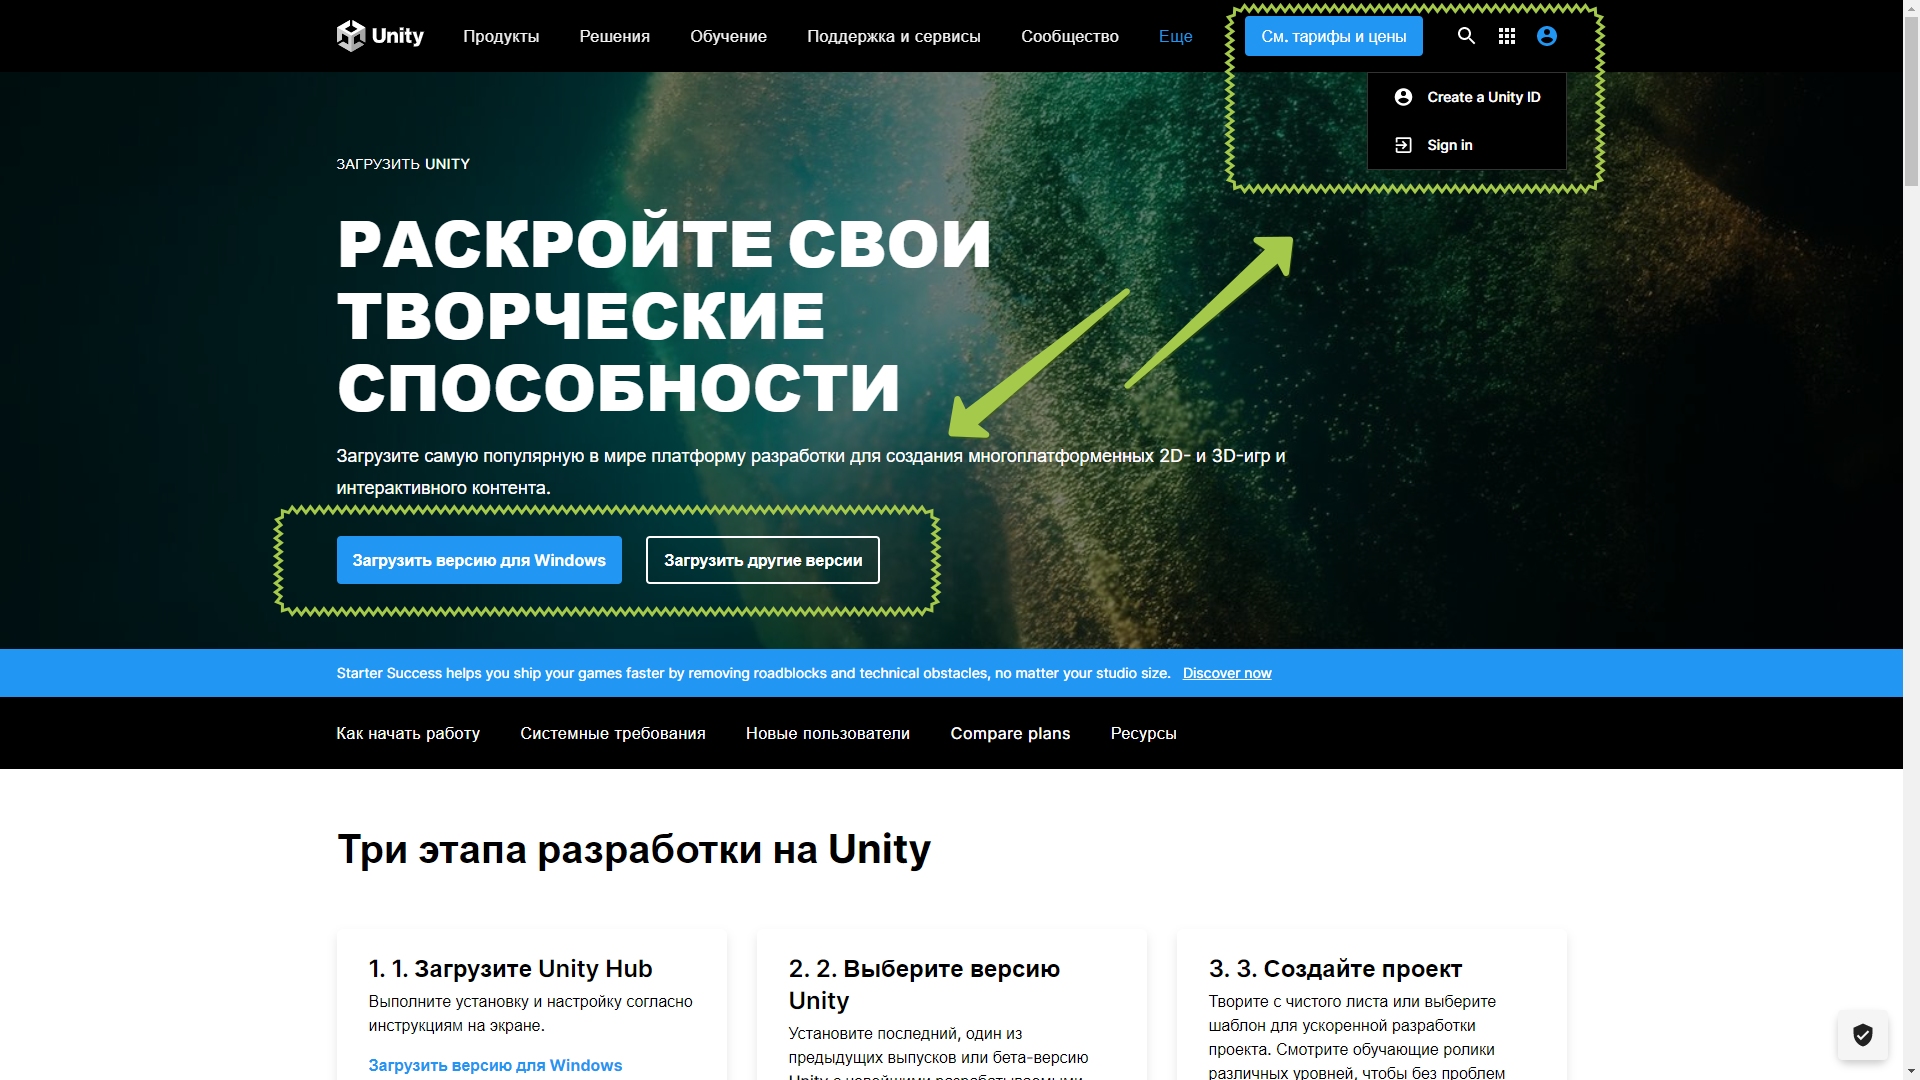 Unity Продукты Решения Обучение Поддержка и сервисы Сообщество Еще См. тарифы и цены
Create a Unity ID
Sign in
ЗАГРУЗИТЬ UNITY
РАСКРОЙТЕ СВОИ
ТВОРЧЕСКИЕ
СПОСОБНОСТИ
Загрузите самую популярную в мире платформу разработки для создания многоплатформенных 2D- и 3D-игр и
интерактивного контента.
Загрузить версию для Windows Загрузить другие версии
Starter Success helps you ship your games faster by removing roadblocks and technical obstacles, no matter your studio size. Discover now
Как начать работу Системные требования Новые пользователи Compare plans Ресурсы
Три этапа разработки на Unity
1. 1. Загрузите Unity Hub
Выполните установку и настройку согласно
инструкциям на экране.
Загрузить версию для Windows
2. 2. Выберите версию
Unity
Установите последний, один из
предыдущих выпусков или бета-версию
Unity с новейшими разрабатываемыми
3. 3. Создайте проект
Творите с чистого листа или выберите
шаблон для ускоренной разработки
проекта. Смотрите обучающие ролики
различных уровней, чтобы без проблем